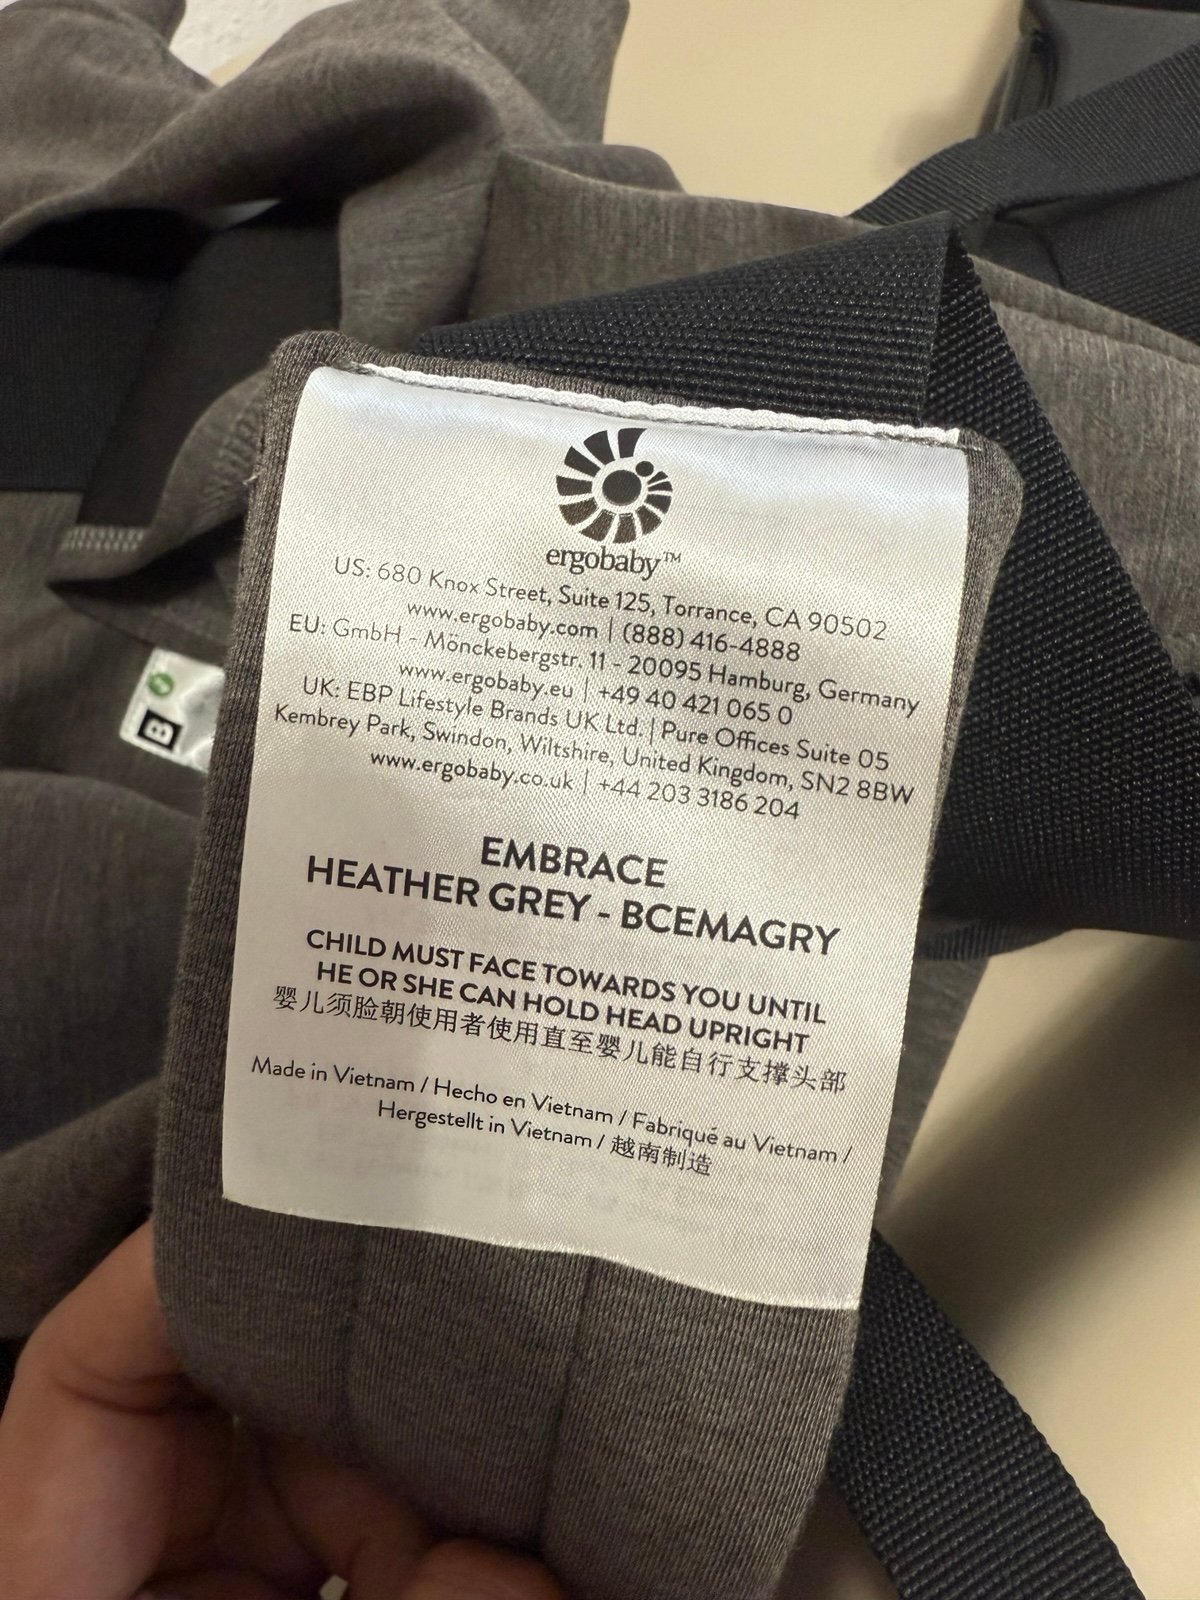 ergobaby™
US: 680 Knox Street, Suite 125, Torrance, CA 90502
www.ergobaby.com | (888) 416-4888
EU: GmbH - Mönckebergstr. 11 - 20095 Hamburg, Germany
www.ergobaby.eu | +49 40 421 065 0
UK: EBP Lifestyle Brands UK Ltd. | Pure Offices Suite 05
Kembrey Park, Swindon, Wiltshire, United Kingdom, SN2 8BW
www.ergobaby.co.uk | +44 203 3186 204
EMBRACE
HEATHER GREY - BCEMAGRY
CHILD MUST FACE TOWARDS YOU UNTIL
HE OR SHE CAN HOLD HEAD UPRIGHT
婴儿须脸朝使用者使用直至婴儿能自行支撑头部
Made in Vietnam / Hecho en Vietnam / Fabriqué au Vietnam /
Hergestellt in Vietnam / 越南制造
B